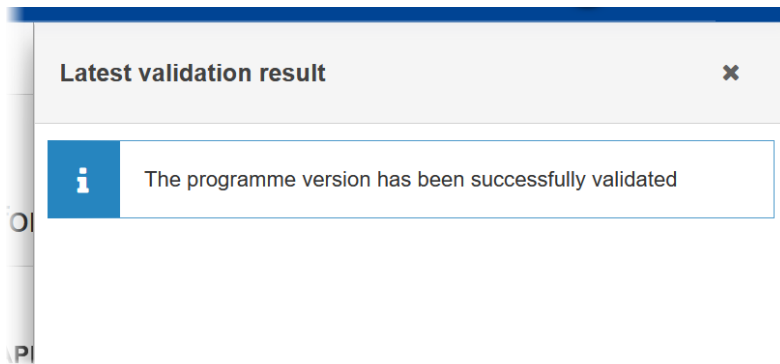 Latest validation result
The programme version has been successfully validated